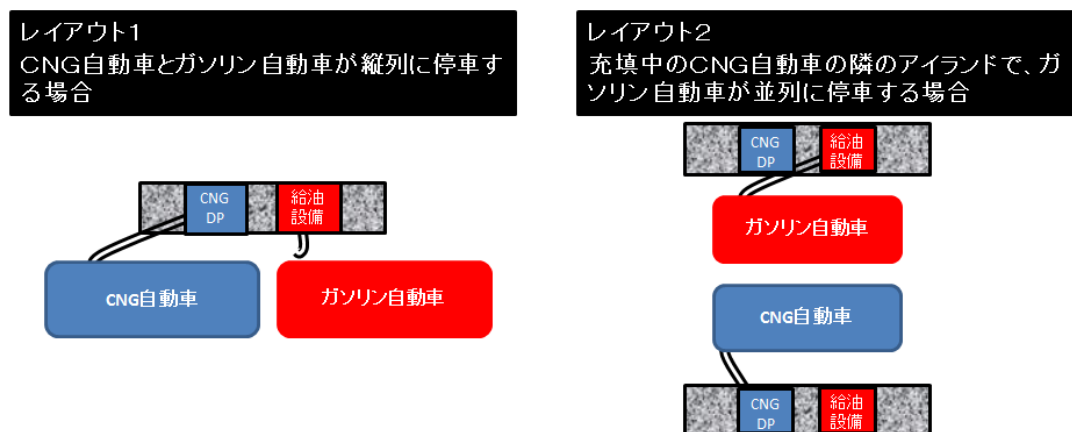 レイアウト1
CNG自動車とガソリン自動車が縦列に停車す
る場合
CNG
DP
給油
設備
CNG自動車
ガソリン自動車
レイアウト2
充填中のCNG自動車の隣のアイランドで、ガ
ソリン自動車が並列に停車する場合
CNG
DP
給油
設備
ガソリン自動車
CNG自動車
CNG
DP
給油
設備